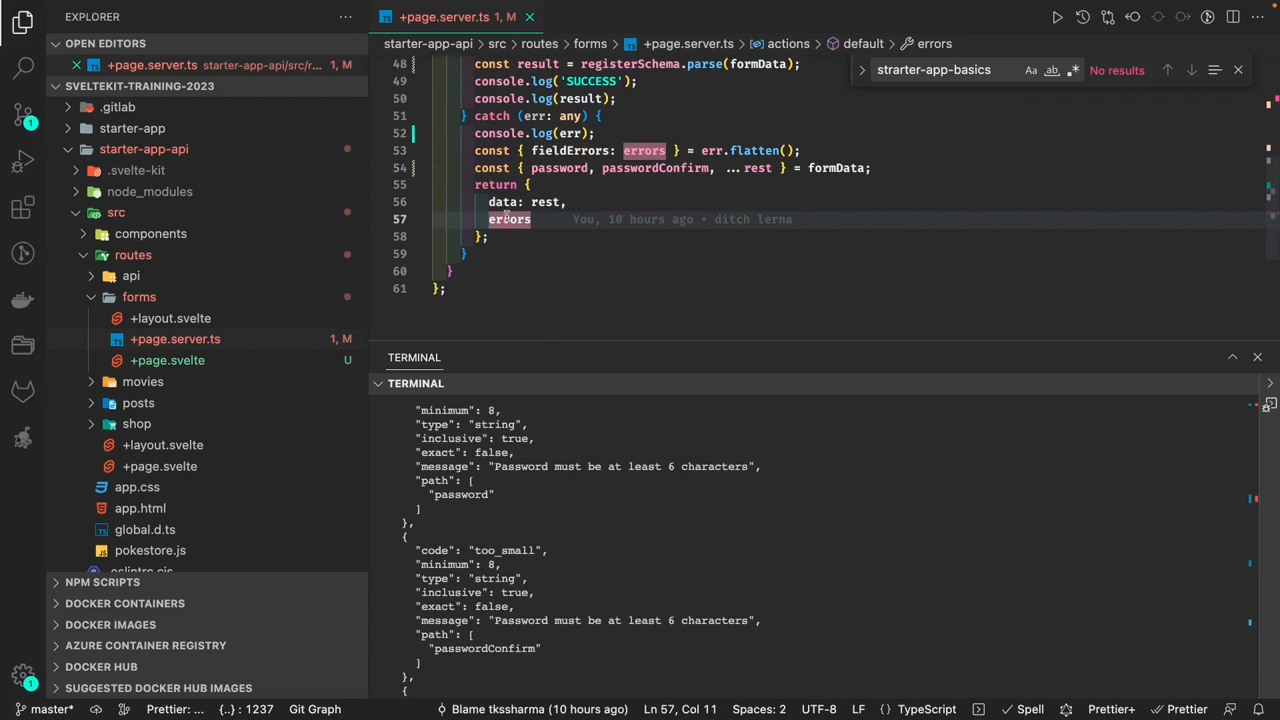 EXPLORER
OPEN EDITORS
+page.server.ts starter-app-api/src/r... 1, M
SVELTEKIT-TRAINING-2023
.gitlab
starter-app
starter-app-api
.svelte-kit
node_modules
src
components
routes
api
forms
+layout.svelte
+page.server.ts 1, M
+page.svelte U
movies
posts
shop
+layout.svelte
+page.svelte
app.css
app.html
global.d.ts
pokestore.js
.eslintrc.cjs
NPM SCRIPTS
DOCKER CONTAINERS
DOCKER IMAGES
AZURE CONTAINER REGISTRY
DOCKER HUB
SUGGESTED DOCKER HUB IMAGES
1
1
+page.server.ts 1, M
starter-app-api > src > routes > forms > +page.server.ts > actions > default > errors
strarter-app-basics Aa ab No results
48 const result = registerSchema.parse(formData);
49 console.log('SUCCESS');
50 console.log(result);
51 } catch (err: any) {
52 console.log(err);
53 const { fieldErrors: errors } = err.flatten();
54 const { password, passwordConfirm, ...rest } = formData;
55 return {
56 data: rest,
57 errors You, 10 hours ago • ditch lerna
58 };
59 }
60 }
61 };
TERMINAL
TERMINAL
"minimum": 8,
"type": "string",
"inclusive": true,
"exact": false,
"message": "Password must be at least 6 characters",
"path": [
"password"
]
},
{
"code": "too_small",
"minimum": 8,
"type": "string",
"inclusive": true,
"exact": false,
"message": "Password must be at least 6 characters",
"path": [
"passwordConfirm"
]
},
{
master* Prettier: ... {..} : 1237 Git Graph Blame tkssharma (10 hours ago) Ln 57, Col 11 Spaces: 2 UTF-8 LF {} TypeScript Spell Prettier+ Prettier